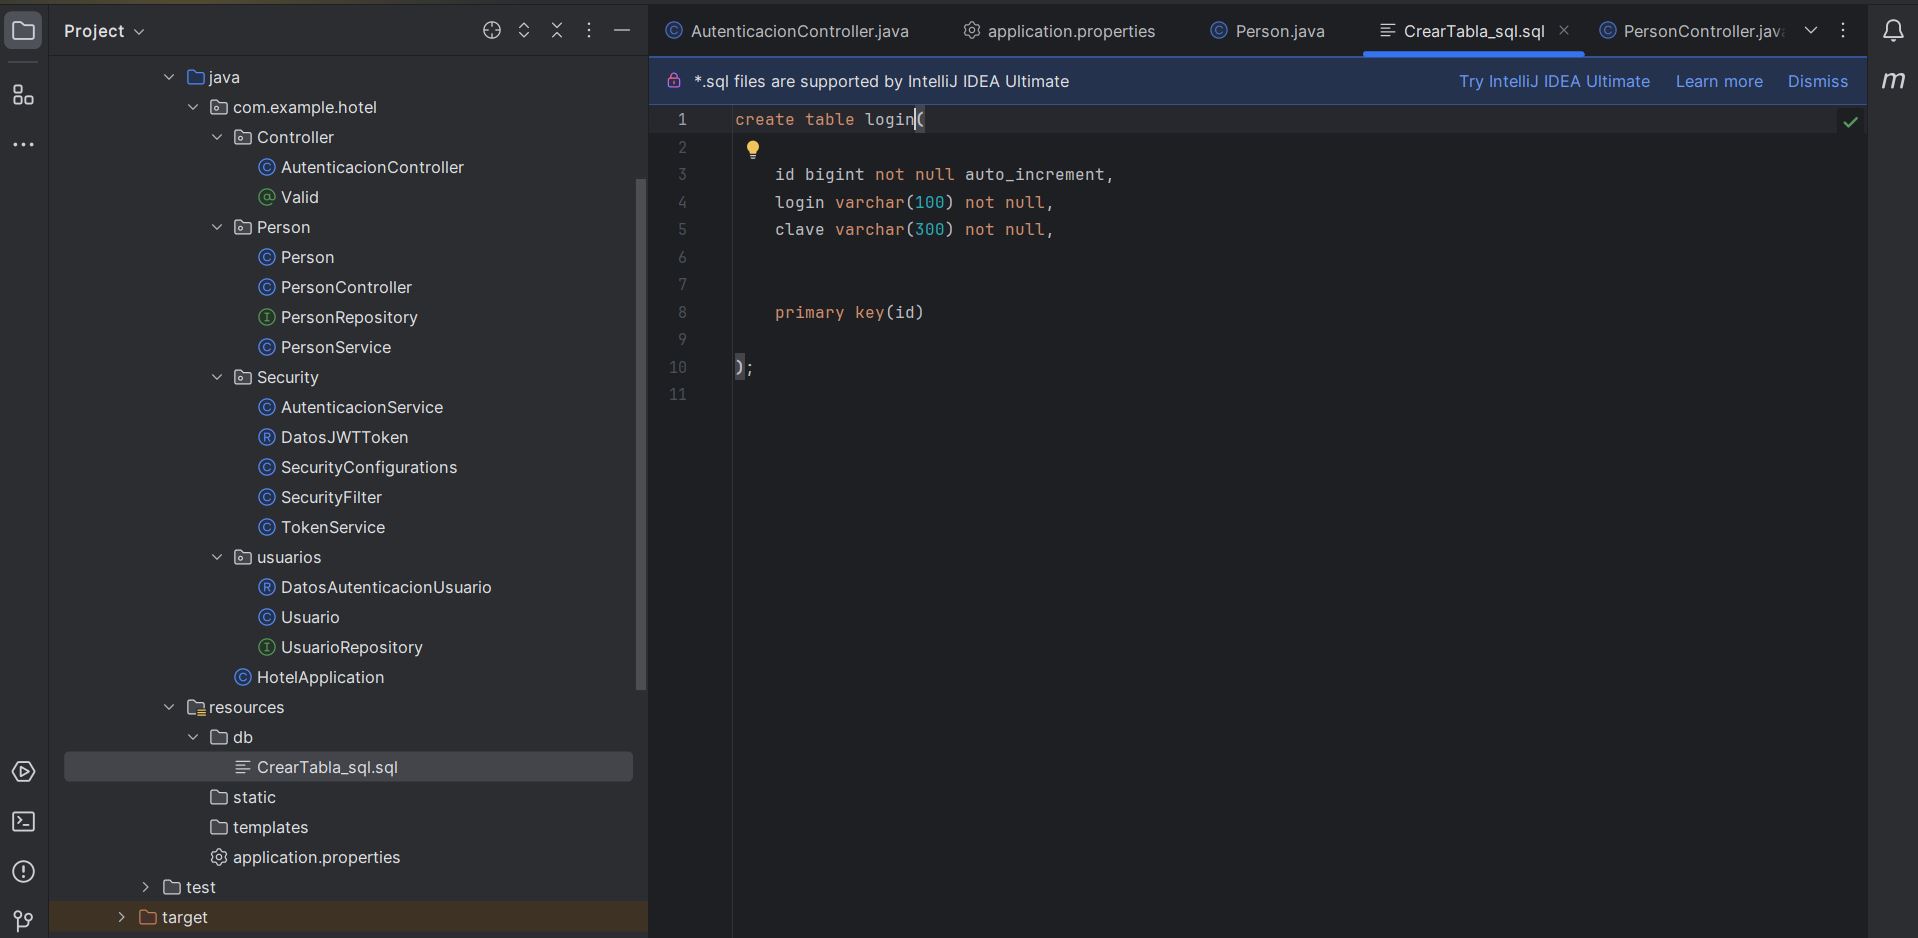 Project
AutenticacionController.java
application.properties
Person.java
CrearTabla_sql.sql
PersonController.java
*.sql files are supported by IntelliJ IDEA Ultimate
Try IntelliJ IDEA Ultimate
Learn more
Dismiss
m
java
com.example.hotel
Controller
AutenticacionController
Valid
Person
Person
PersonController
PersonRepository
PersonService
Security
AutenticacionService
DatosJWTToken
SecurityConfigurations
SecurityFilter
TokenService
usuarios
DatosAutenticacionUsuario
Usuario
UsuarioRepository
HotelApplication
resources
db
CrearTabla_sql.sql
static
templates
application.properties
test
target
1 create table login(
2
3 id bigint not null auto_increment,
4 login varchar(100) not null,
5 clave varchar(300) not null,
6
7
8 primary key(id)
9
10 );
11